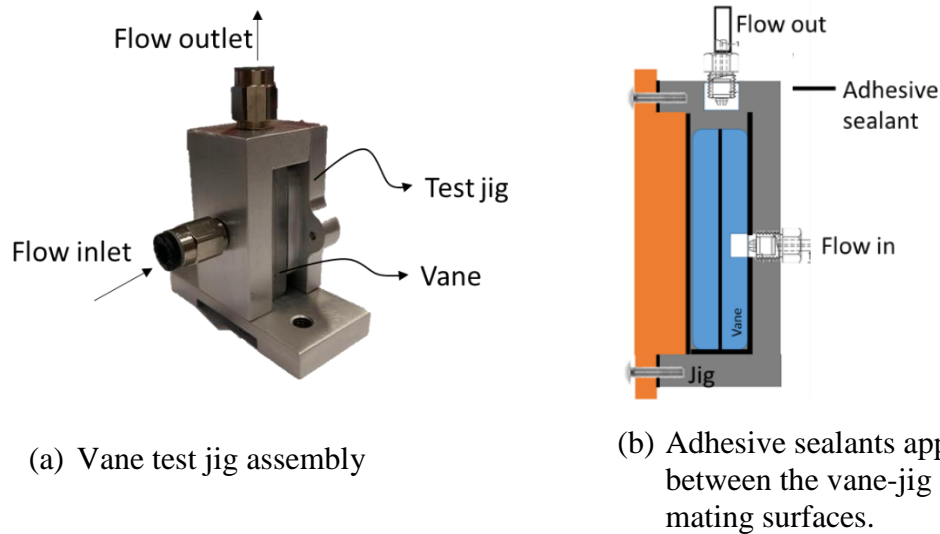 Flow outlet
Test jig
Flow inlet
Vane
Flow out
Adhesive
sealant
Flow in
Vane
Jig
(a) Vane test jig assembly
(b) Adhesive sealants app
between the vane-jig
mating surfaces.